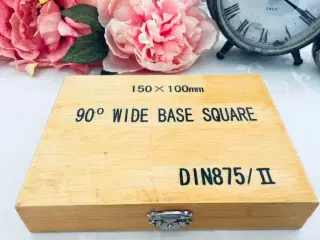 150×100mm
90° WIDE BASE SQUARE
DIN875/II